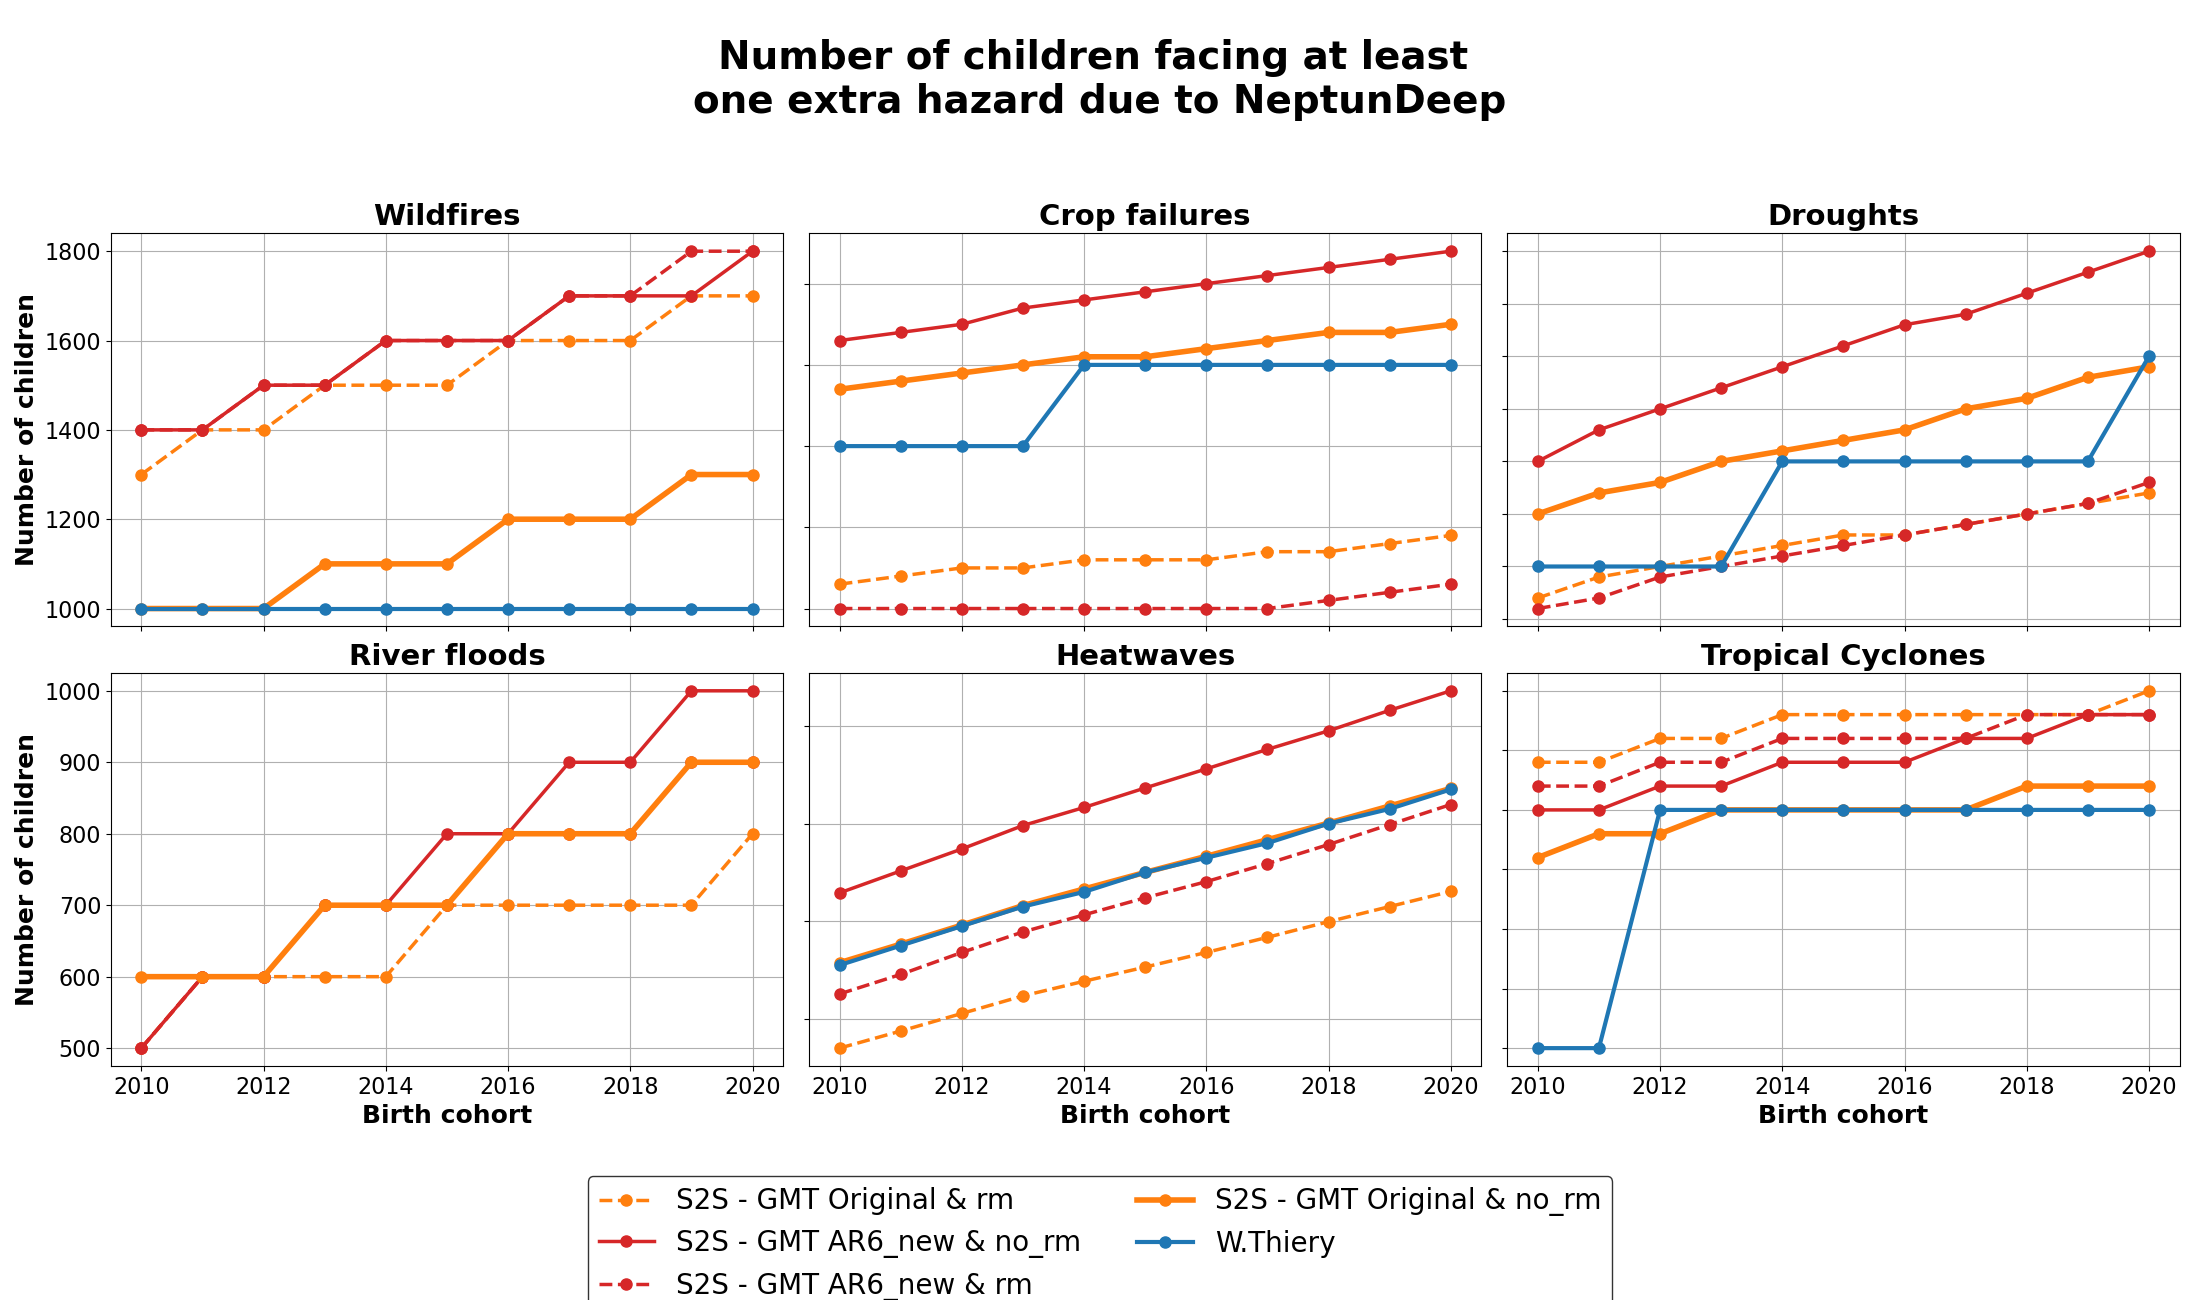 Number of children facing at least
one extra hazard due to NeptunDeep
Wildfires
Crop failures
Droughts
Number of children
1800
1600
1400
1200
1000
River floods
Heatwaves
Tropical Cyclones
Number of children
1000
900
800
700
600
500
2010 2012 2014 2016 2018 2020
2010 2012 2014 2016 2018 2020
2010 2012 2014 2016 2018 2020
Birth cohort
Birth cohort
Birth cohort
S2S - GMT Original & rm
S2S - GMT AR6_new & no_rm
S2S - GMT AR6_new & rm
S2S - GMT Original & no_rm
W.Thiery